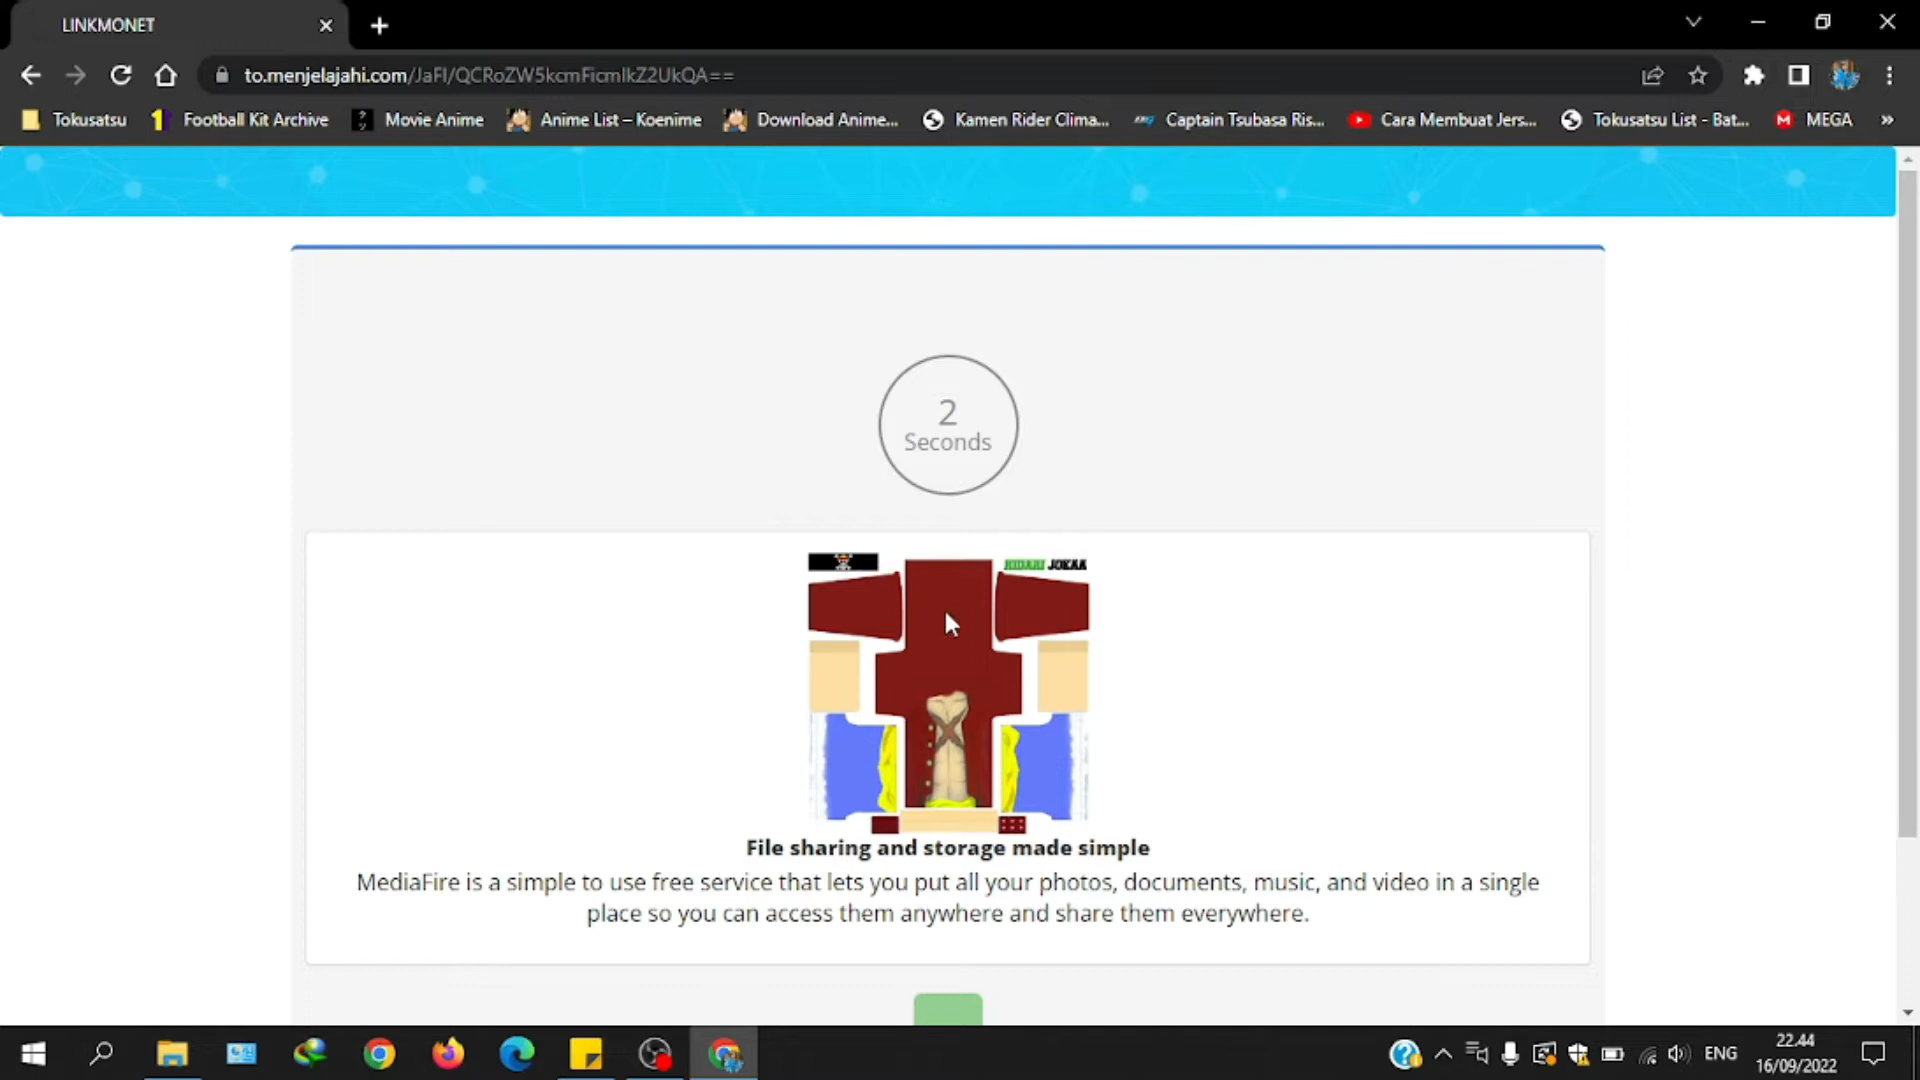 LINKMONET
to.menjelajahi.com/JaFI/QCRoZW5kcmFicmlkZ2UkQA==
Tokusatsu
Football Kit Archive
Movie Anime
Anime List – Koenime
Download Anime...
Kamen Rider Clima...
Captain Tsubasa Ris...
Cara Membuat Jers...
Tokusatsu List - Bat...
MEGA
»
2
Seconds
HIDARI JOKAA
File sharing and storage made simple
MediaFire is a simple to use free service that lets you put all your photos, documents, music, and video in a single
place so you can access them anywhere and share them everywhere.
ENG
22.44
16/09/2022